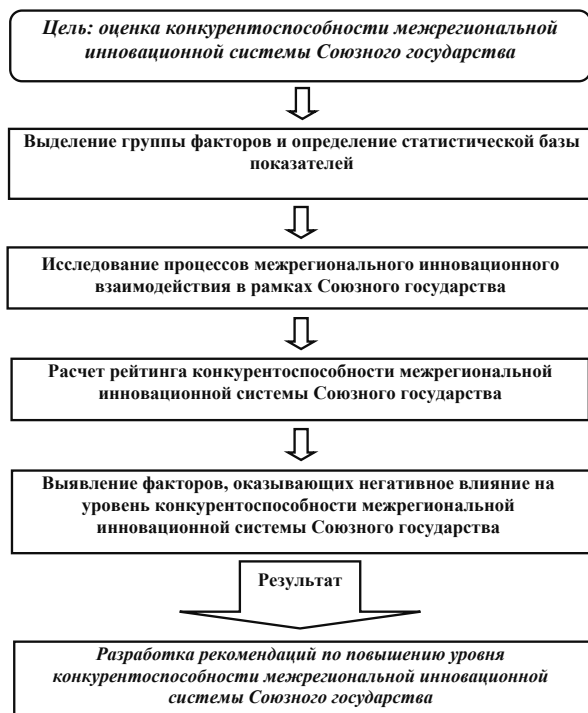 Цель: оценка конкурентоспособности межрегиональной
инновационной системы Союзного государства
Выделение группы факторов и определение статистической базы
показателей
Исследование процессов межрегионального инновационного
взаимодействия в рамках Союзного государства
Расчет рейтинга конкурентоспособности межрегиональной
инновационной системы Союзного государства
Выявление факторов, оказывающих негативное влияние на
уровень конкурентоспособности межрегиональной
инновационной системы Союзного государства
Результат
Разработка рекомендаций по повышению уровня
конкурентоспособности межрегиональной инновационной
системы Союзного государства